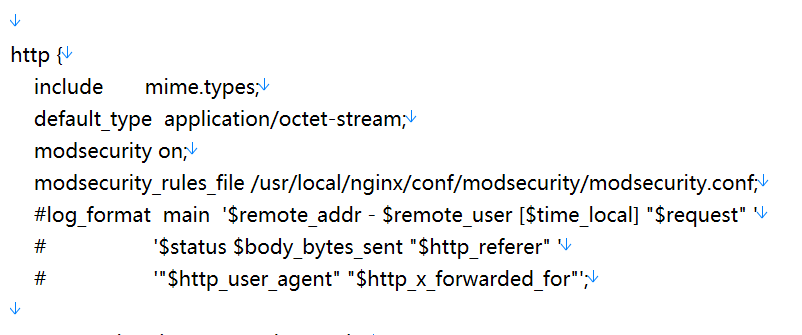 http {
    include       mime.types;
    default_type  application/octet-stream;
    modsecurity on;
    modsecurity_rules_file /usr/local/nginx/conf/modsecurity/modsecurity.conf;
    #log_format  main  '$remote_addr - $remote_user [$time_local] "$request" '
    #                  '$status $body_bytes_sent "$http_referer" '
    #                  '"$http_user_agent" "$http_x_forwarded_for"';